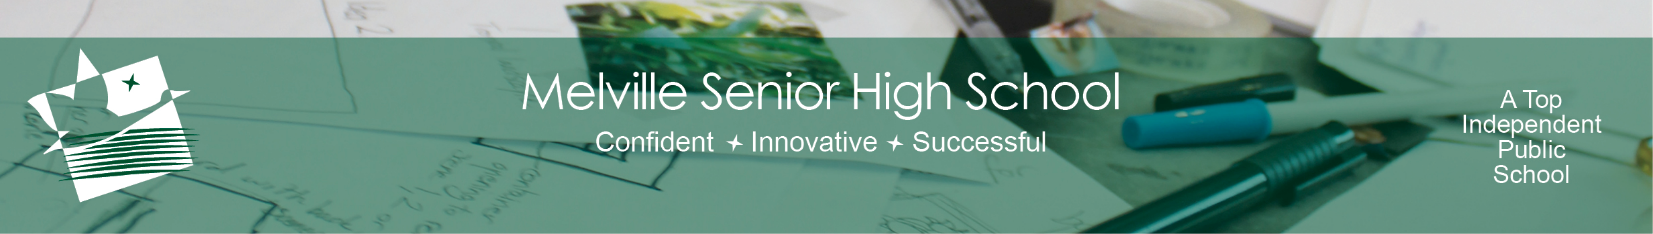 Melville Senior High School
Confident ✦ Innovative ✦ Successful
A Top
Independent
Public
School